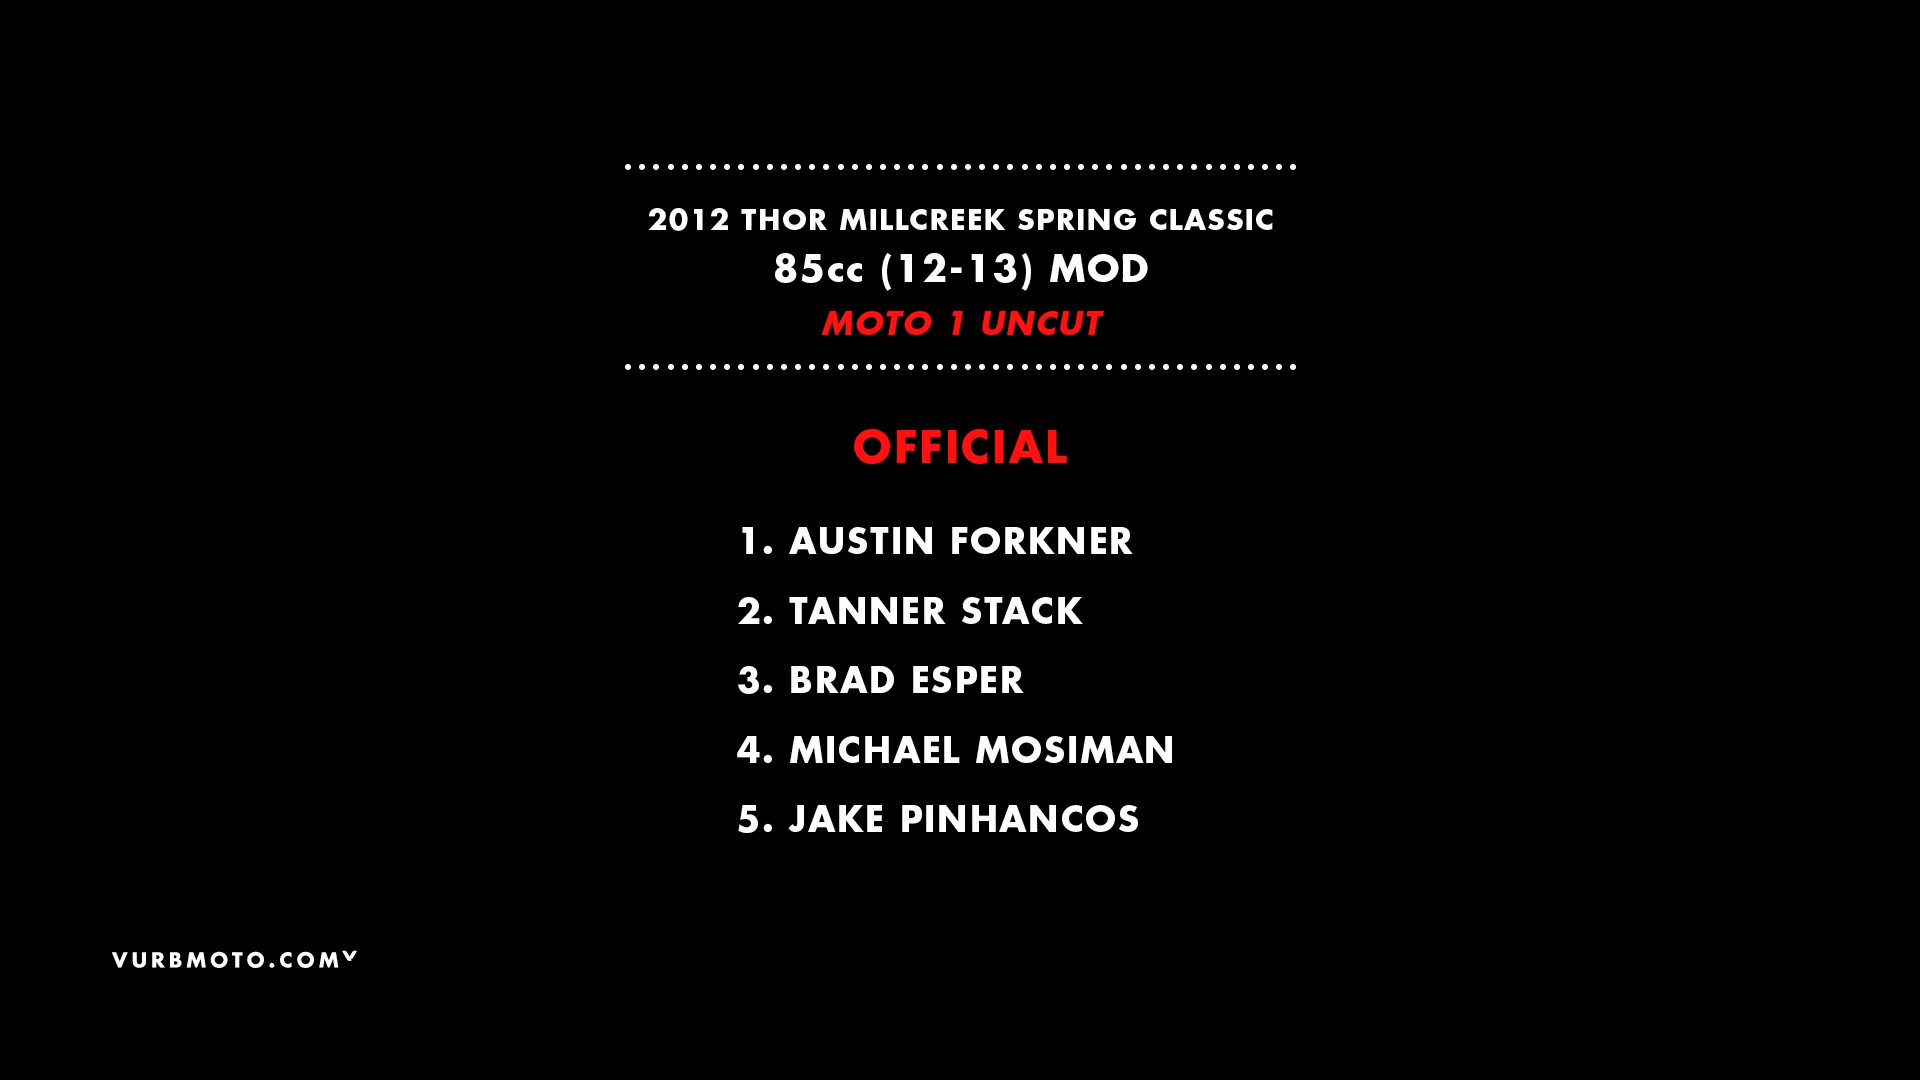 2012 THOR MILLCREEK SPRING CLASSIC
85cc (12-13) MOD
MOTO 1 UNCUT
OFFICIAL
1. AUSTIN FORKNER
2. TANNER STACK
3. BRAD ESPER
4. MICHAEL MOSIMAN
5. JAKE PINHANCOS
VURBMOTO.COMV